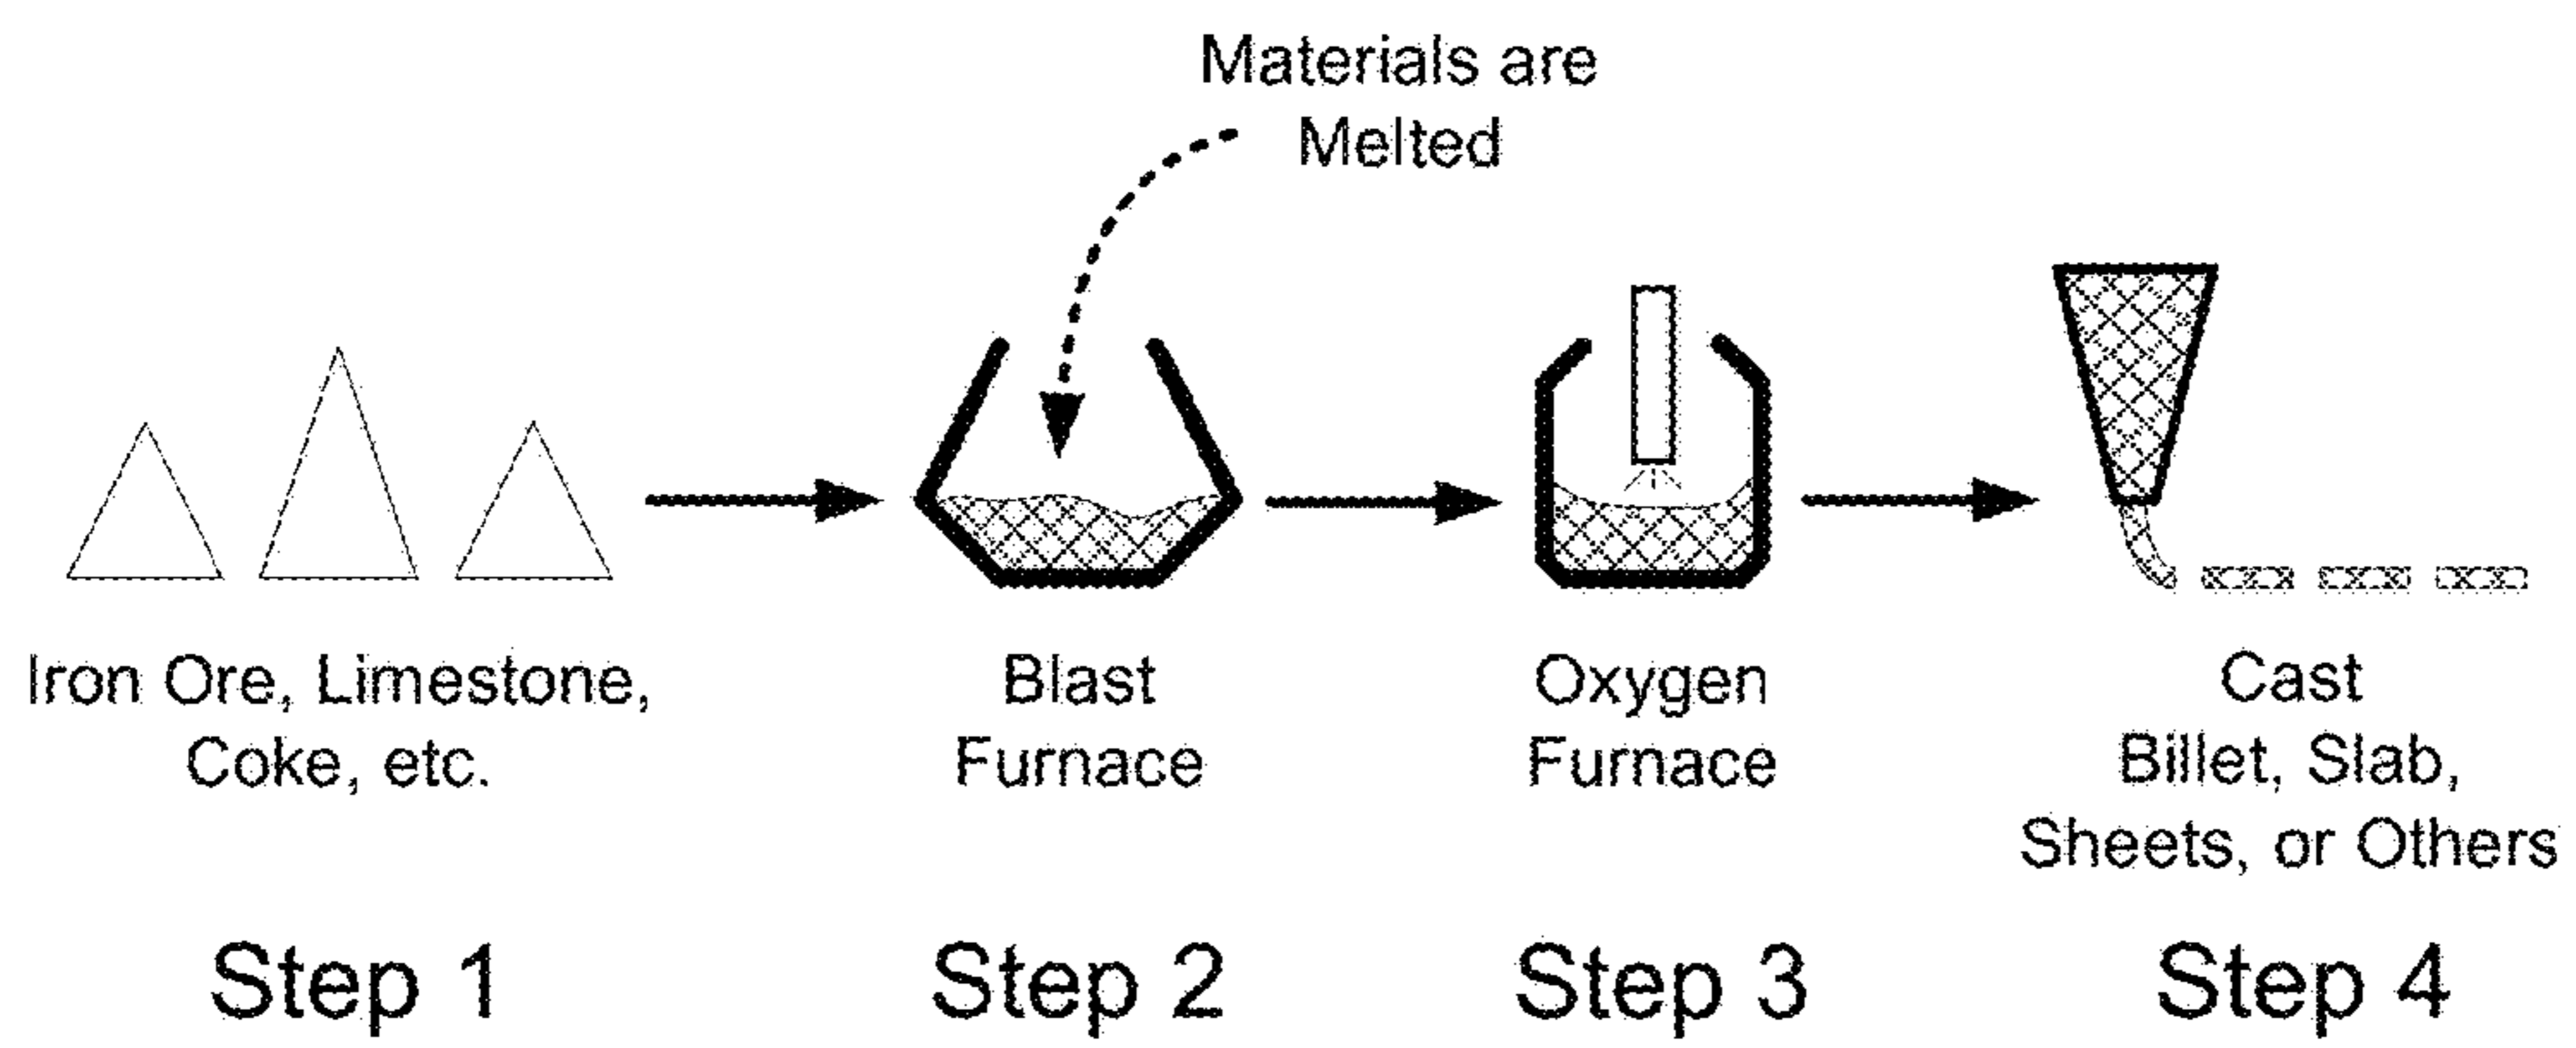 Materials are
Melted
Iron Ore, Limestone,
Coke, etc.
Blast
Furnace
Oxygen
Furnace
Cast
Billet, Slab,
Sheets, or Others
Step 1
Step 2
Step 3
Step 4